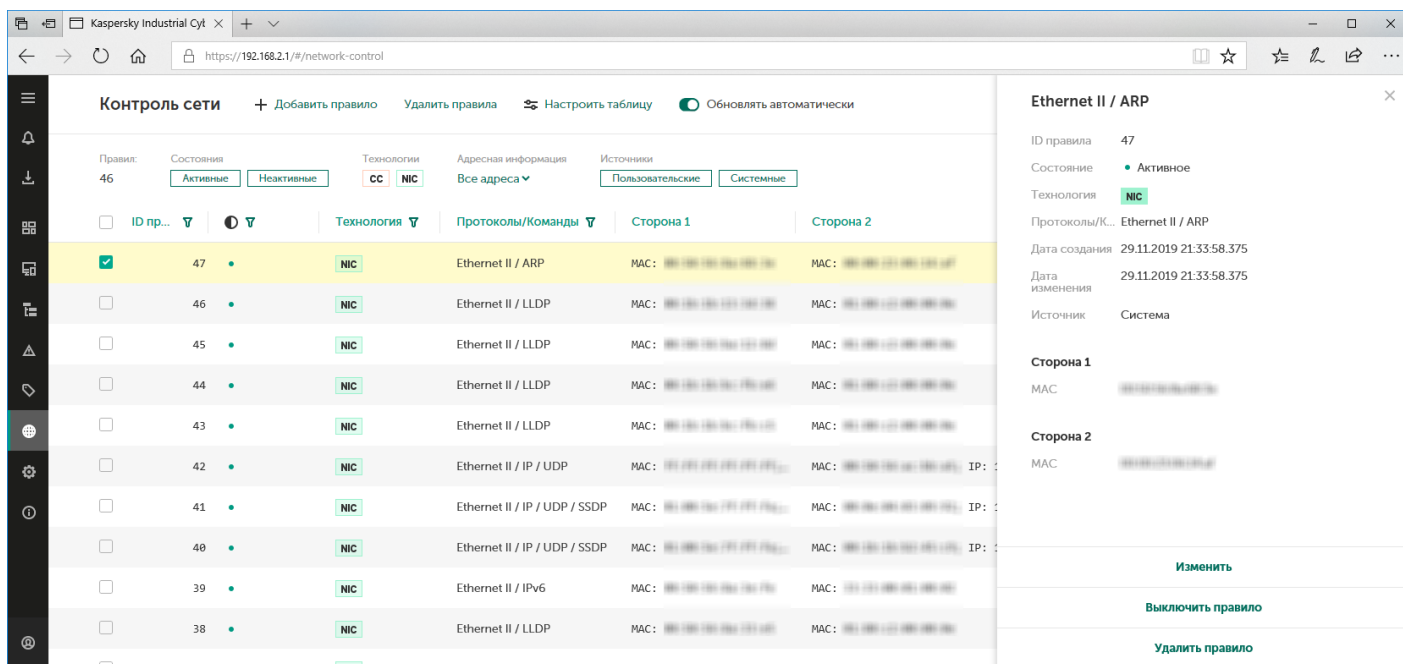 Kaspersky Industrial Cyb
https://192.168.2.1/#/network-control
Контроль сети + Добавить правило Удалить правила Настроить таблицу Обновлять автоматически
Правил: Состояния Технологии Адресная информация Источники
46 Активные Неактивные CC NIC Все адреса Пользовательские Системные
ID пр... Технология Протоколы/Команды Сторона 1 Сторона 2
47 NIC Ethernet II / ARP MAC: MAC:
46 NIC Ethernet II / LLDP MAC: MAC:
45 NIC Ethernet II / LLDP MAC: MAC:
44 NIC Ethernet II / LLDP MAC: MAC:
43 NIC Ethernet II / LLDP MAC: MAC:
42 NIC Ethernet II / IP / UDP MAC: MAC: IP: 1
41 NIC Ethernet II / IP / UDP / SSDP MAC: MAC: IP: 1
40 NIC Ethernet II / IP / UDP / SSDP MAC: MAC: IP: 1
39 NIC Ethernet II / IPv6 MAC: MAC:
38 NIC Ethernet II / LLDP MAC: MAC:
Ethernet II / ARP
ID правила 47
Состояние • Активное
Технология NIC
Протоколы/К... Ethernet II / ARP
Дата создания 29.11.2019 21:33:58.375
Дата 29.11.2019 21:33:58.375
изменения
Источник Система
Сторона 1
MAC
Сторона 2
MAC
Изменить
Выключить правило
Удалить правило